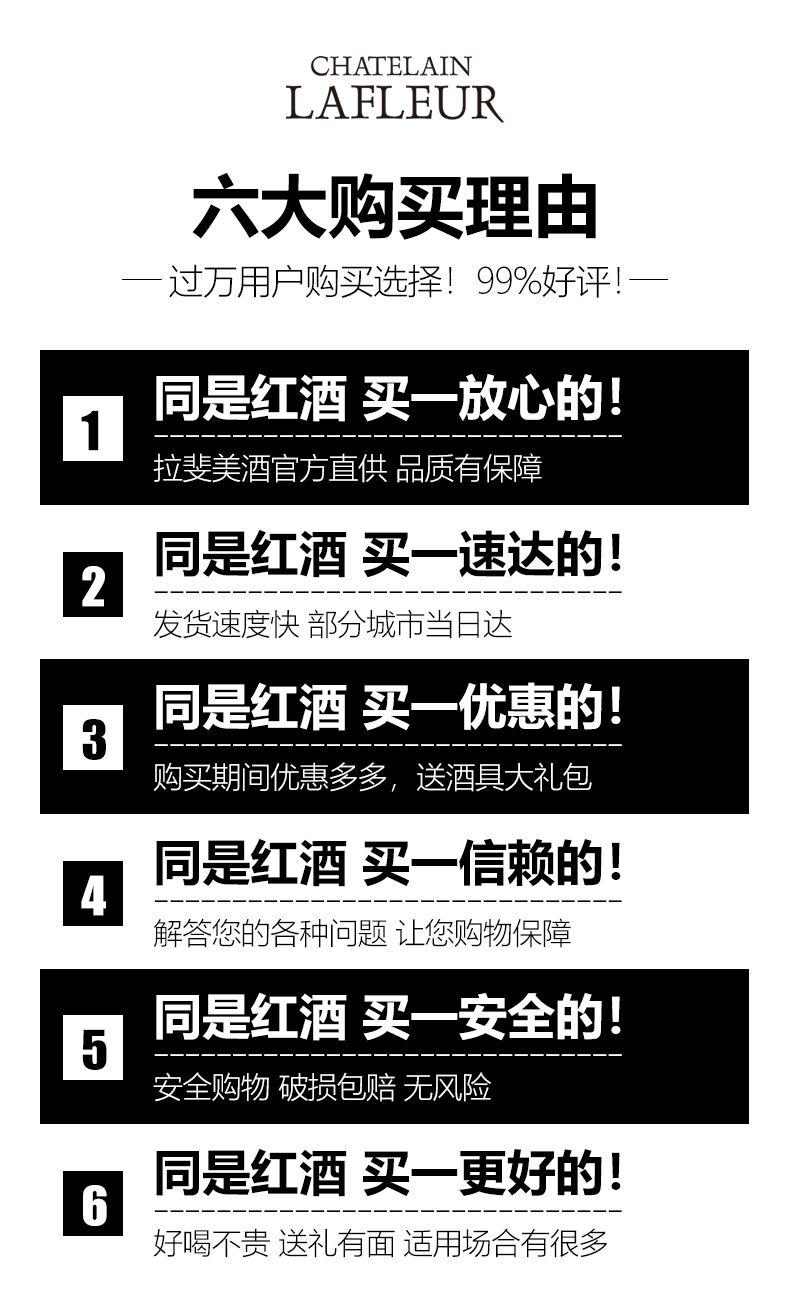 CHATELAIN
LAFLEUR
六大购买理由
过万用户购买选择！99%好评！
1
同是红酒 买一放心的！
拉斐美酒官方直供 品质有保障
2
同是红酒 买一速达的！
发货速度快 部分城市当日达
3
同是红酒 买一优惠的！
购买期间优惠多多，送酒具大礼包
4
同是红酒 买一信赖的！
解答您的各种问题 让您购物保障
5
同是红酒 买一安全的！
安全购物 破损包赔 无风险
6
同是红酒 买一更好的！
好喝不贵 送礼有面 适用场合有很多